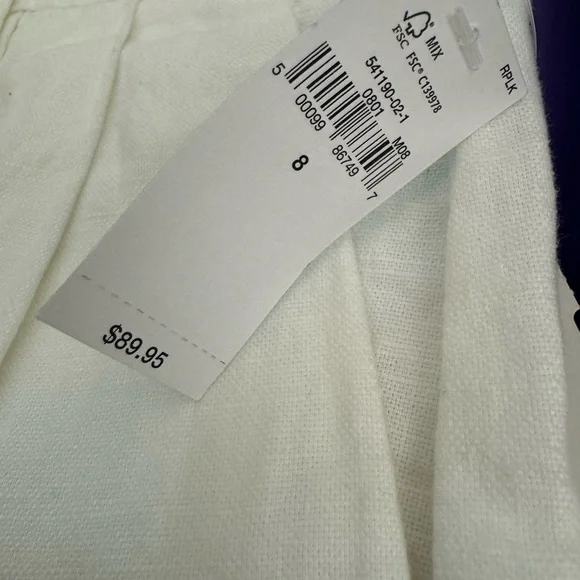 FSC
MIX
FSC® C139978
RPLK
541190-02-1
0801 M08
5 00099 86749 7
8
$89.95